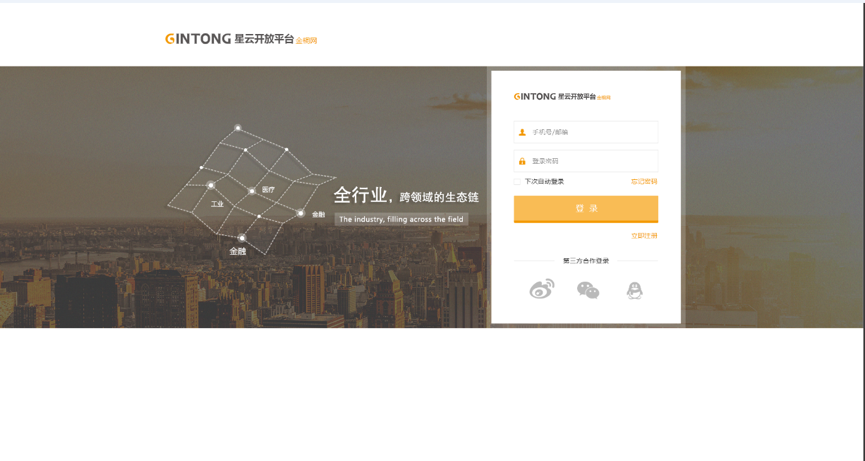 GINTONG 星云开放平台 金桐网
GINTONG 星云开放平台 金桐网
手机号/邮箱
登录密码
下次自动登录 忘记密码
登 录
立即注册
第三方合作登录
医疗
工业
金融
金融
全行业，跨领域的生态链
The industry, filling across the field